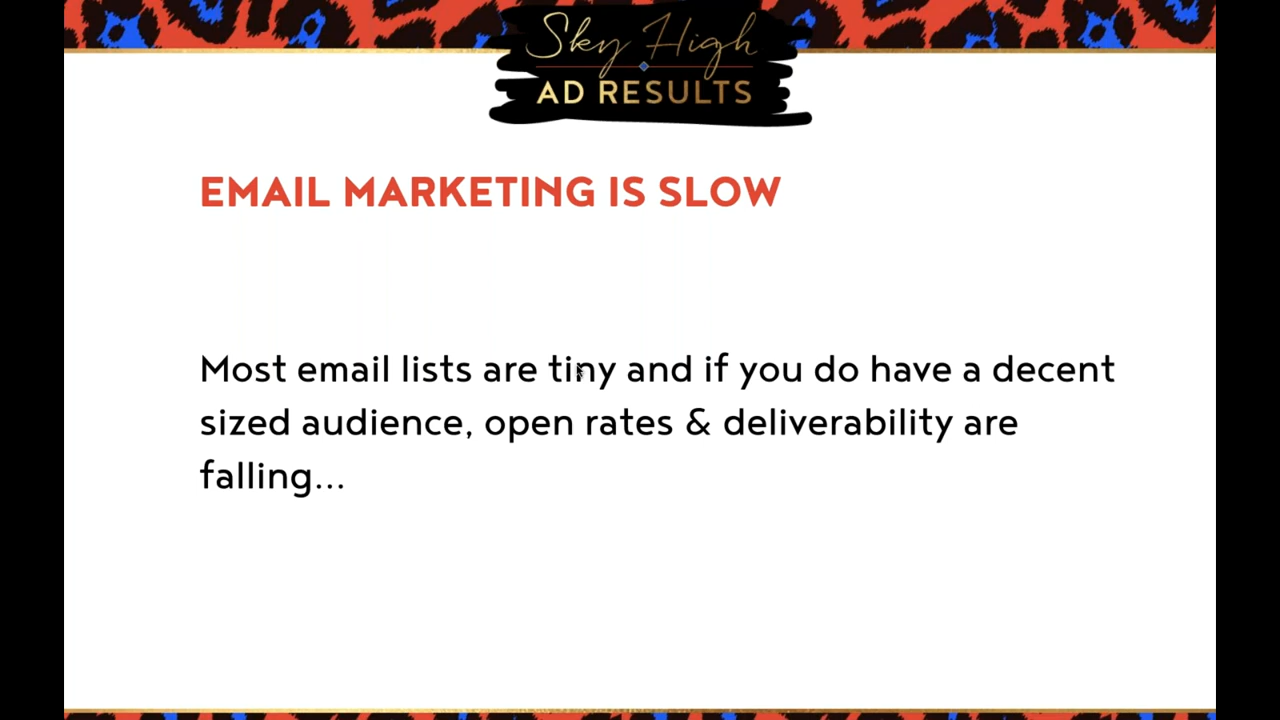 Sky High
AD RESULTS
EMAIL MARKETING IS SLOW
Most email lists are tiny and if you do have a decent
sized audience, open rates & deliverability are
falling...